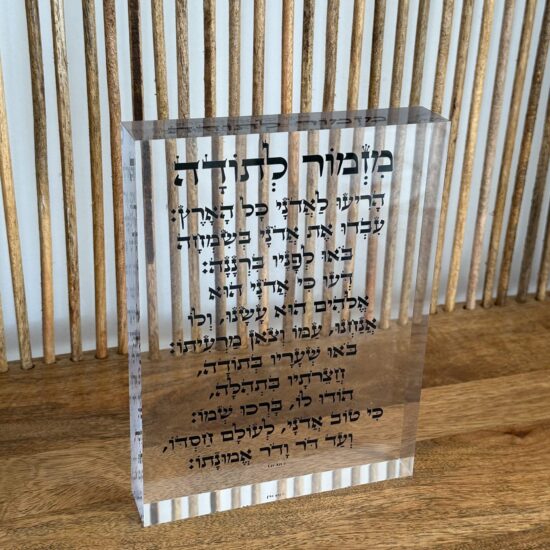 מִזְמוֹר לְתוֹדָה
הָרִיעוּ לַאֲדֹנָי כָּל הָאָרֶץ:
עִבְדוּ אֶת אֲדֹנָי בְּשִׂמְחָה
בֹּאוּ לְפָנָיו בִּרְנָנָה:
דְּעוּ כִּי אֲדֹנָי הוּא
אֱלֹהִים הוּא עָשָׂנוּ, וְלוֹ
אֲנַחְנוּ, עַמּוֹ וְצֹאן מַרְעִיתוֹ:
בֹּאוּ שְׁעָרָיו בְּתוֹדָה,
חֲצֵרֹתָיו בִּתְהִלָּה,
הוֹדוּ לוֹ, בָּרְכוּ שְׁמוֹ:
כִּי טוֹב אֲדֹנָי, לְעוֹלָם חַסְדּוֹ,
וְעַד דֹּר וָדֹר אֱמוּנָתוֹ: